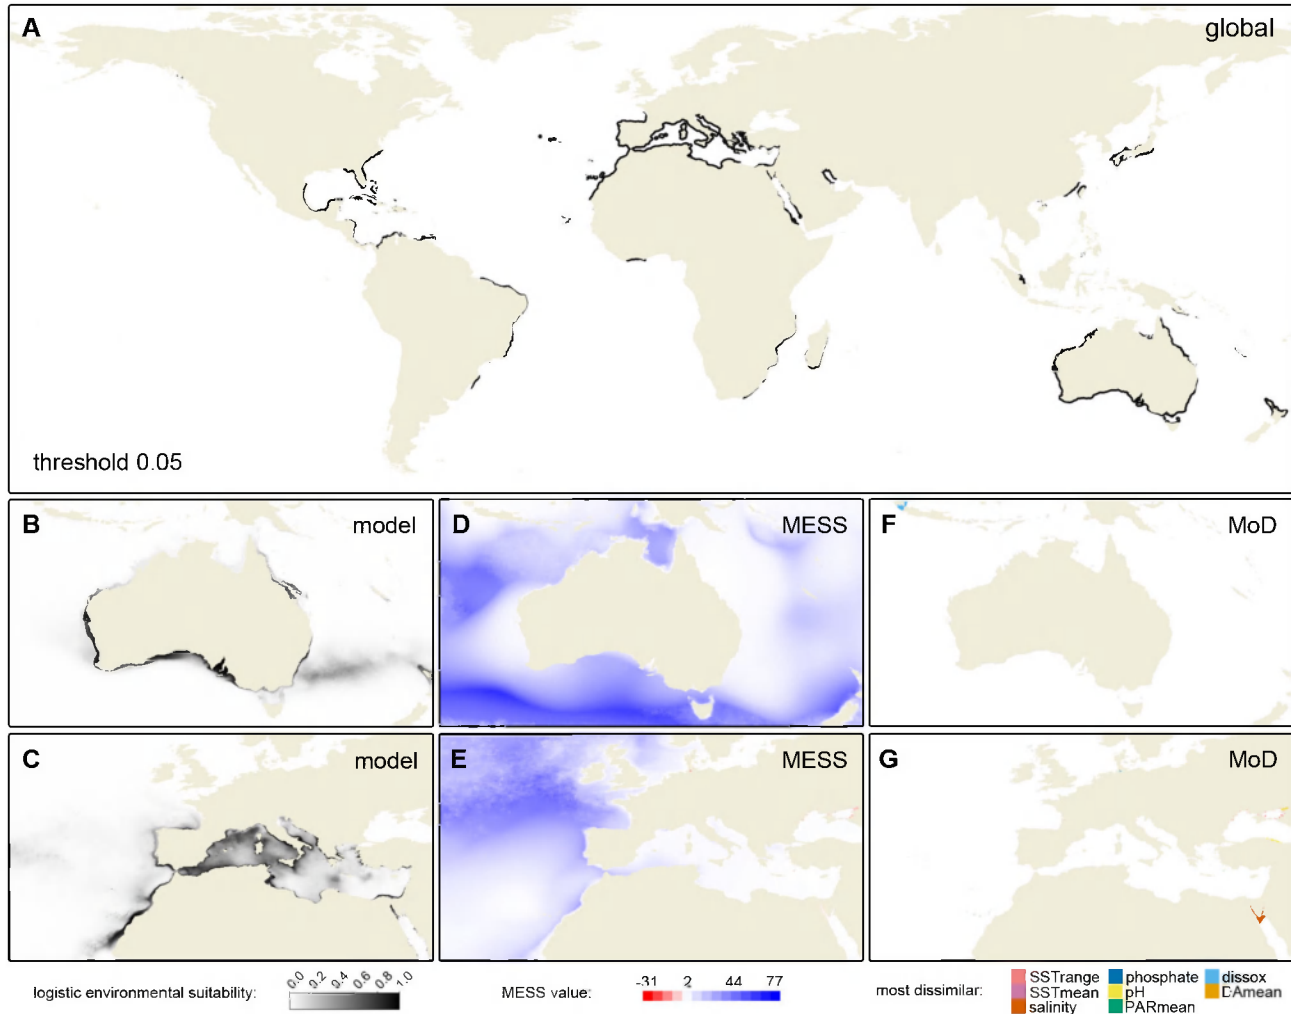 A
global
threshold 0.05
B
model
D
MESS
F
MoD
C
model
E
MESS
G
MoD
logistic environmental suitability:
0.0 0.2 0.4 0.6 0.8 1.0
MESS value:
-31 2 44 77
most dissimilar:
SSTrange phosphate dissox
SSTmean pH DAmean
salinity PARmean